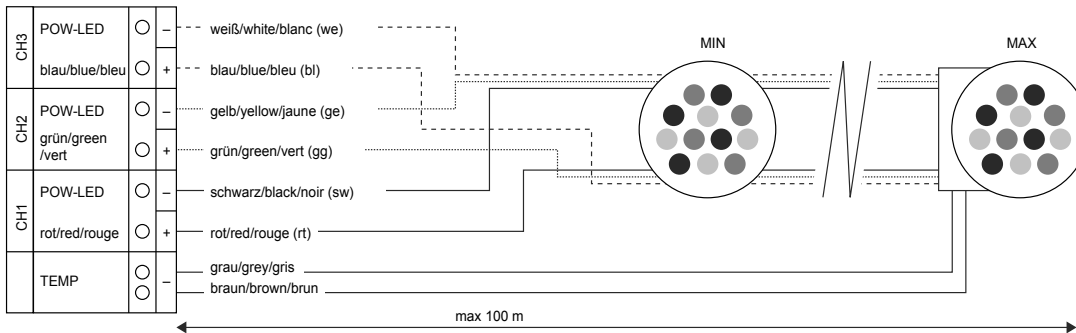 CH3
POW-LED
–
weiß/white/blanc (we)
blau/blue/bleu
+
blau/blue/bleu (bl)
CH2
POW-LED
–
gelb/yellow/jaune (ge)
grün/green
/vert
+
grün/green/vert (gg)
CH1
POW-LED
–
schwarz/black/noir (sw)
rot/red/rouge
+
rot/red/rouge (rt)
TEMP
–
grau/grey/gris
braun/brown/brun
MIN
MAX
max 100 m